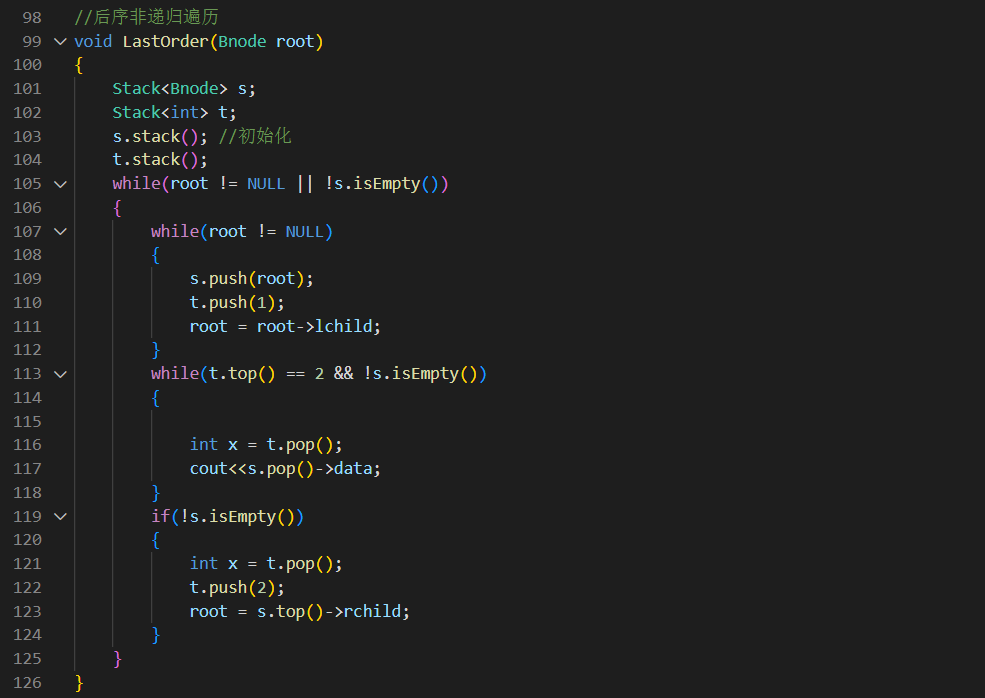 98 //后序非递归遍历
99 void LastOrder(Bnode root)
100 {
101     Stack<Bnode> s;
102     Stack<int> t;
103     s.stack(); //初始化
104     t.stack();
105     while(root != NULL || !s.isEmpty())
106     {
107         while(root != NULL)
108         {
109             s.push(root);
110             t.push(1);
111             root = root->lchild;
112         }
113         while(t.top() == 2 && !s.isEmpty())
114         {
115
116             int x = t.pop();
117             cout<<s.pop()->data;
118         }
119         if(!s.isEmpty())
120         {
121             int x = t.pop();
122             t.push(2);
123             root = s.top()->rchild;
124         }
125     }
126 }